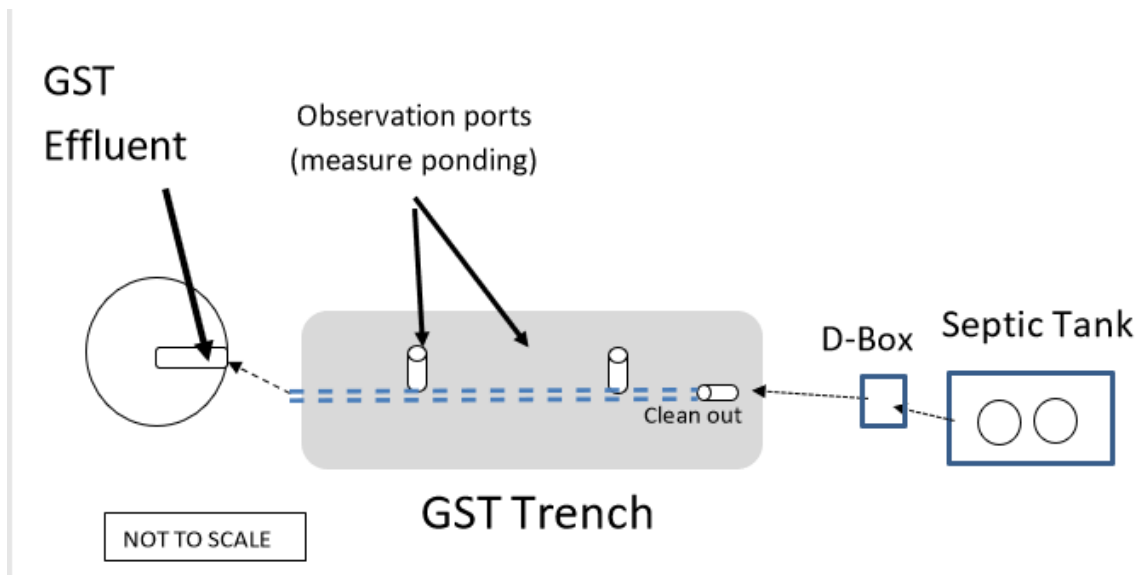 GST
Effluent
Observation ports
(measure ponding)
D-Box
Septic Tank
Clean out
GST Trench
NOT TO SCALE